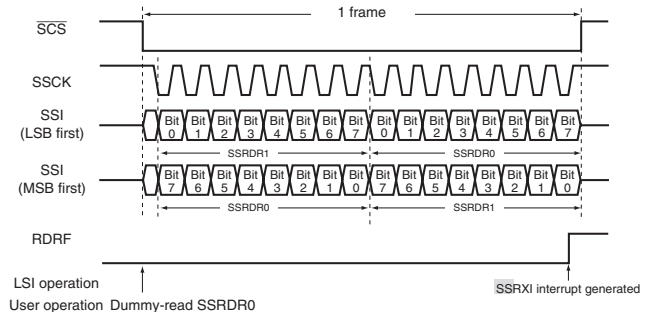 1 frame
SCS
SSCK
SSI
(LSB first)
Bit 0 Bit 1 Bit 2 Bit 3 Bit 4 Bit 5 Bit 6 Bit 7 Bit 0 Bit 1 Bit 2 Bit 3 Bit 4 Bit 5 Bit 6 Bit 7
SSRDR1 SSRDR0
SSI
(MSB first)
Bit 7 Bit 6 Bit 5 Bit 4 Bit 3 Bit 2 Bit 1 Bit 0 Bit 7 Bit 6 Bit 5 Bit 4 Bit 3 Bit 2 Bit 1 Bit 0
SSRDR0 SSRDR1
RDRF
LSI operation
SSRXI interrupt generated
User operation Dummy-read SSRDR0